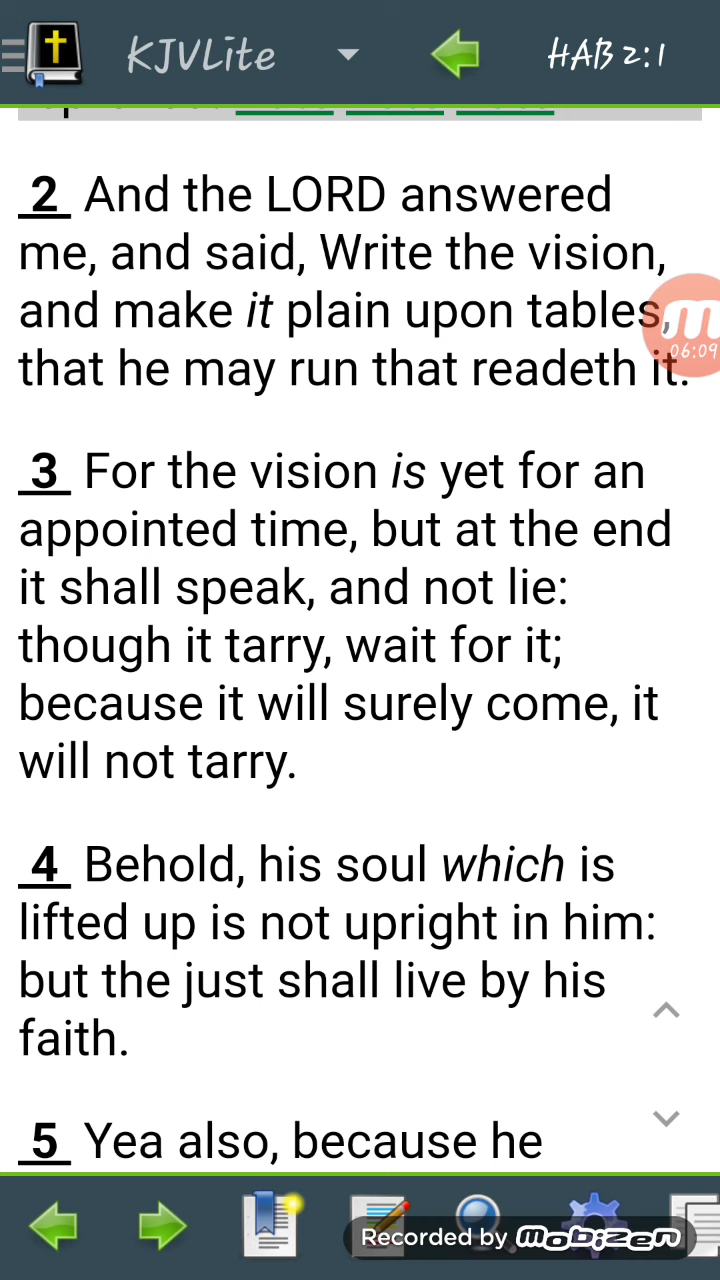 KJVLite HAB 2:1
2 And the LORD answered
me, and said, Write the vision,
and make it plain upon tables,
that he may run that readeth it.
m
06:09
3 For the vision is yet for an
appointed time, but at the end
it shall speak, and not lie:
though it tarry, wait for it;
because it will surely come, it
will not tarry.
4 Behold, his soul which is
lifted up is not upright in him:
but the just shall live by his
faith.
5 Yea also, because he
Recorded by mobizen